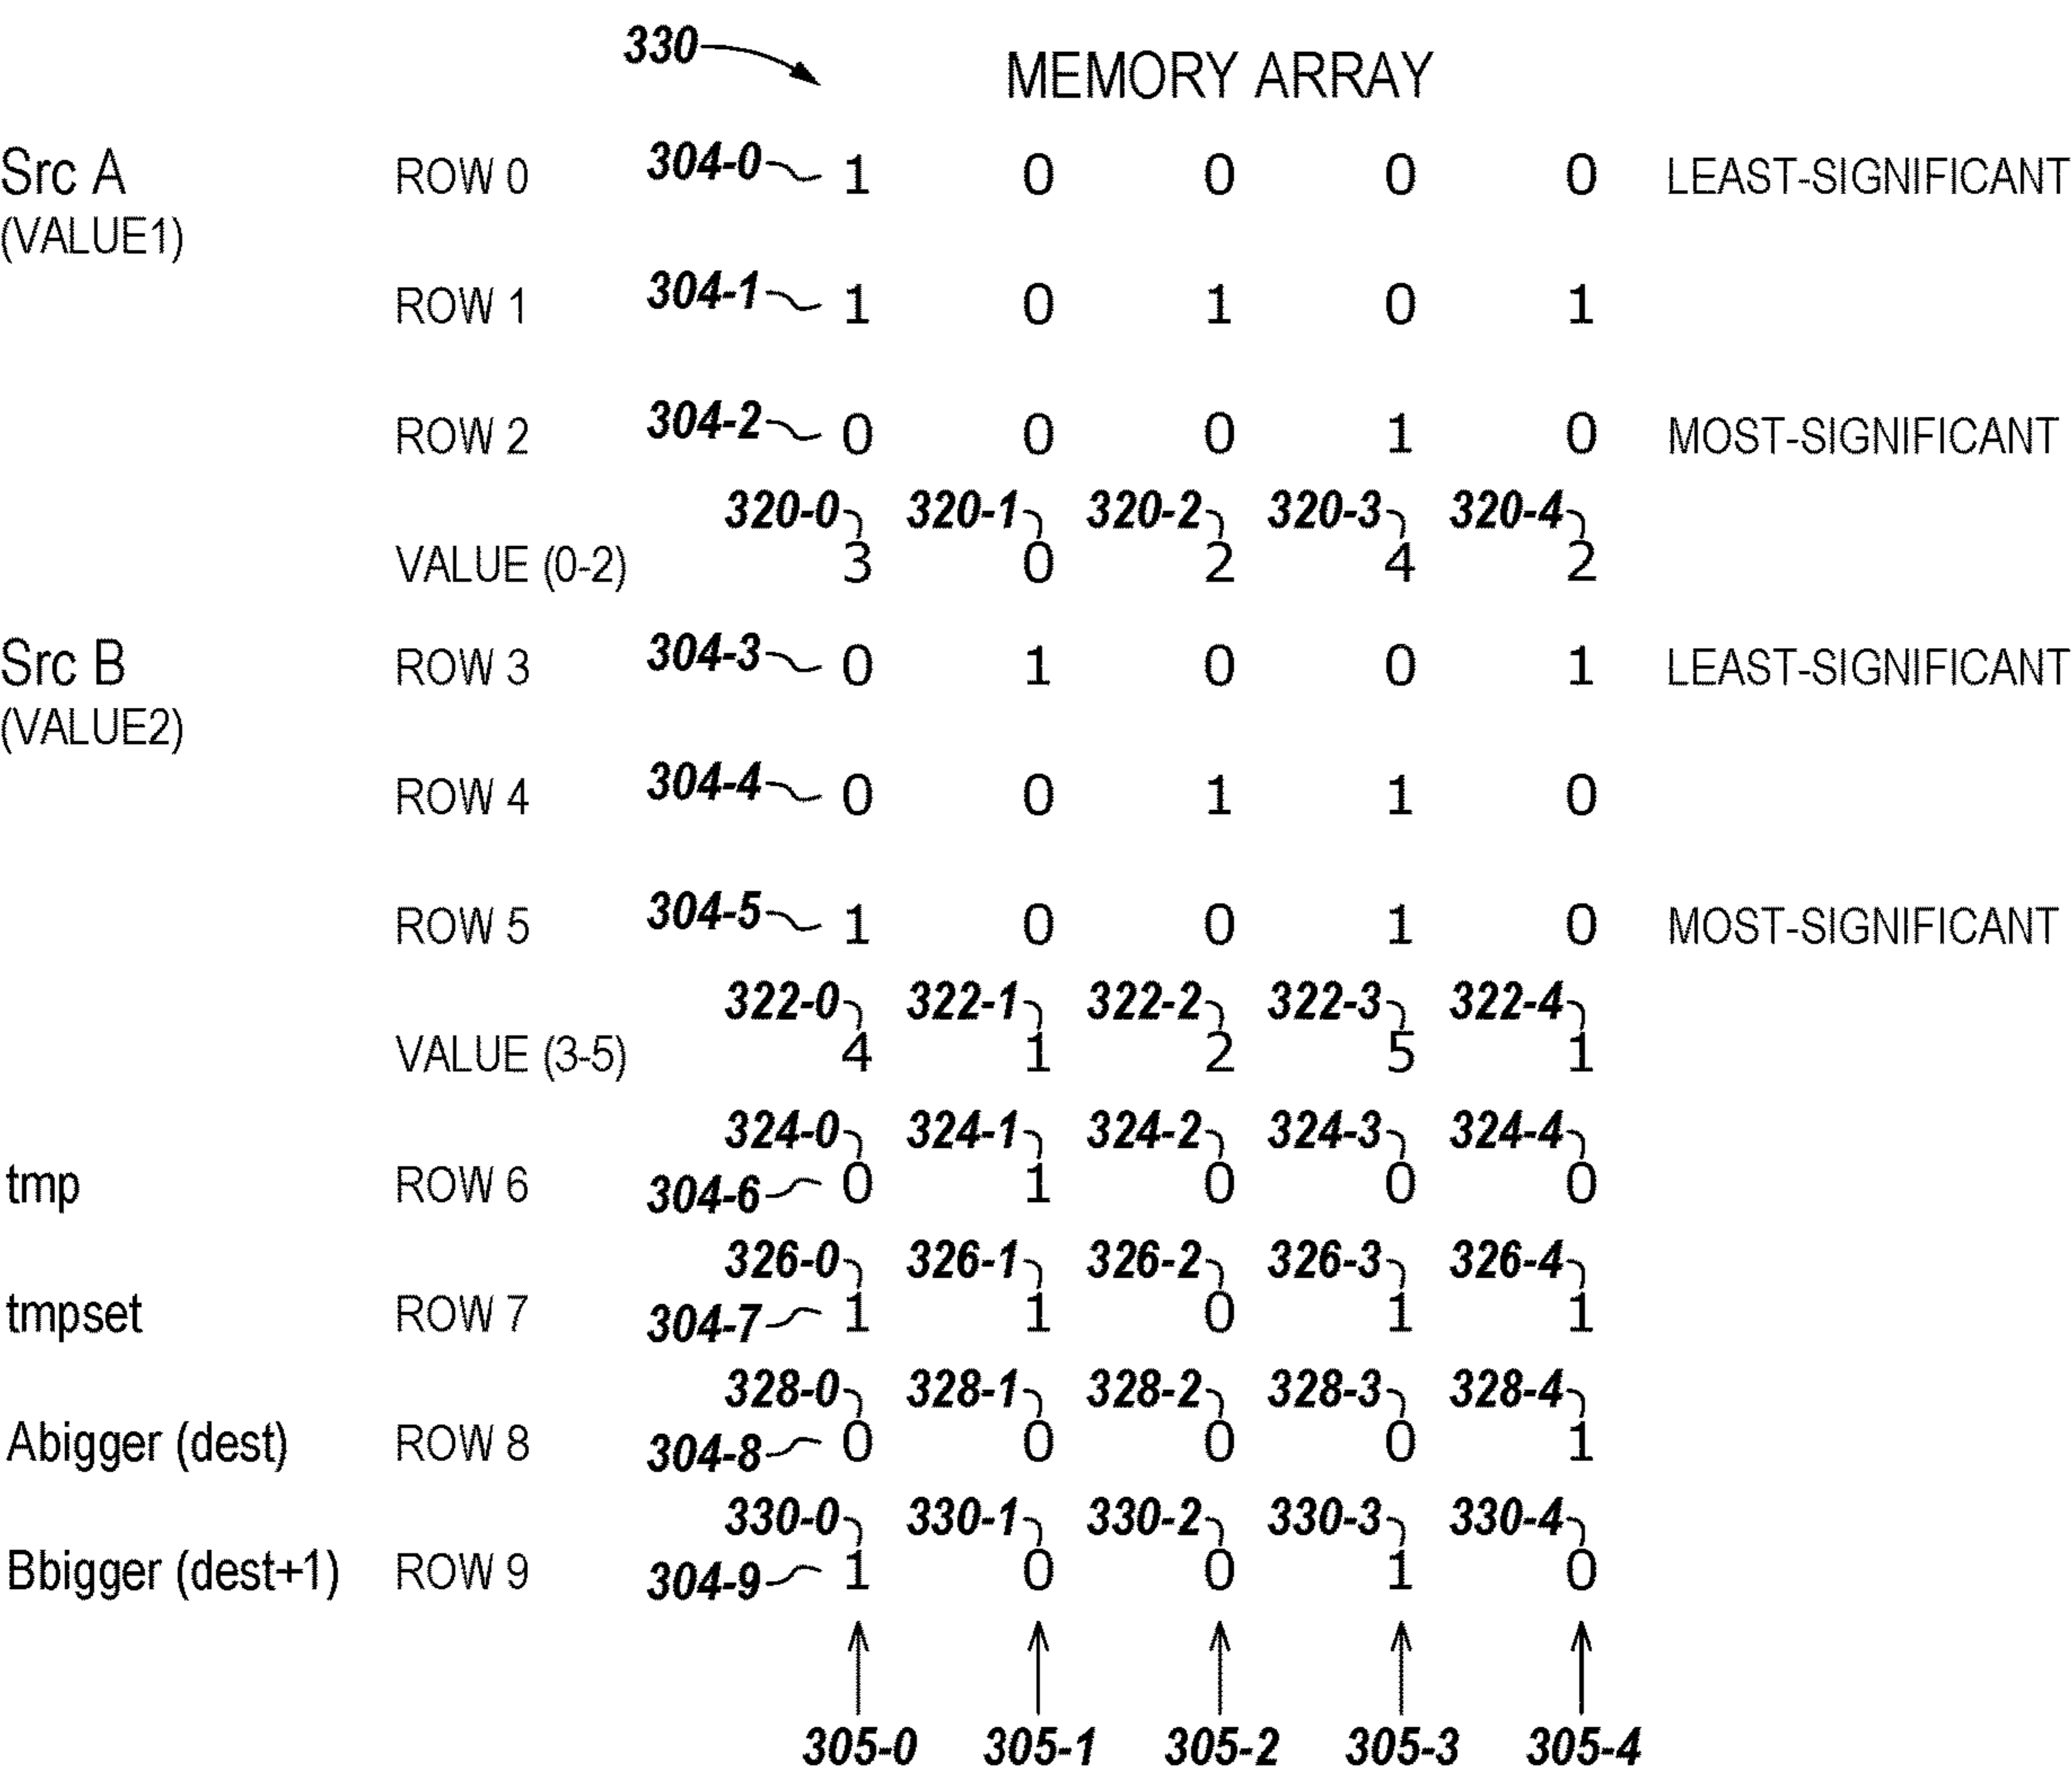 330 MEMORY ARRAY
Src A ROW 0 304-0 1 0 0 0 0 LEAST-SIGNIFICANT
(VALUE1)
ROW 1 304-1 1 0 1 0 1
ROW 2 304-2 0 0 0 1 0 MOST-SIGNIFICANT
320-0 320-1 320-2 320-3 320-4
VALUE (0-2) 3 0 2 4 2
Src B ROW 3 304-3 0 1 0 0 1 LEAST-SIGNIFICANT
(VALUE2)
ROW 4 304-4 0 0 1 1 0
ROW 5 304-5 1 0 0 1 0 MOST-SIGNIFICANT
322-0 322-1 322-2 322-3 322-4
VALUE (3-5) 4 1 2 5 1
324-0 324-1 324-2 324-3 324-4
tmp ROW 6 304-6 0 1 0 0 0
326-0 326-1 326-2 326-3 326-4
tmpset ROW 7 304-7 1 1 0 1 1
328-0 328-1 328-2 328-3 328-4
Abigger (dest) ROW 8 304-8 0 0 0 0 1
330-0 330-1 330-2 330-3 330-4
Bbigger (dest+1) ROW 9 304-9 1 0 0 1 0
305-0 305-1 305-2 305-3 305-4